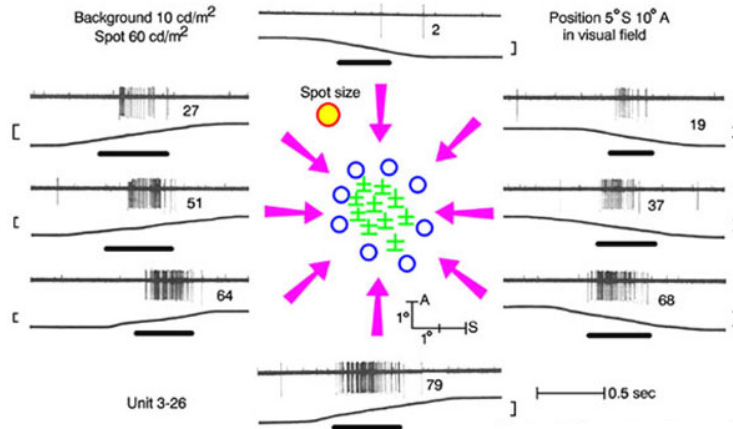 Background 10 cd/m²
Spot 60 cd/m²
Position 5° S 10° A
in visual field
2
Spot size
27
19
51
37
64
68
A
1°
S
1°
79
Unit 3-26
0.5 sec